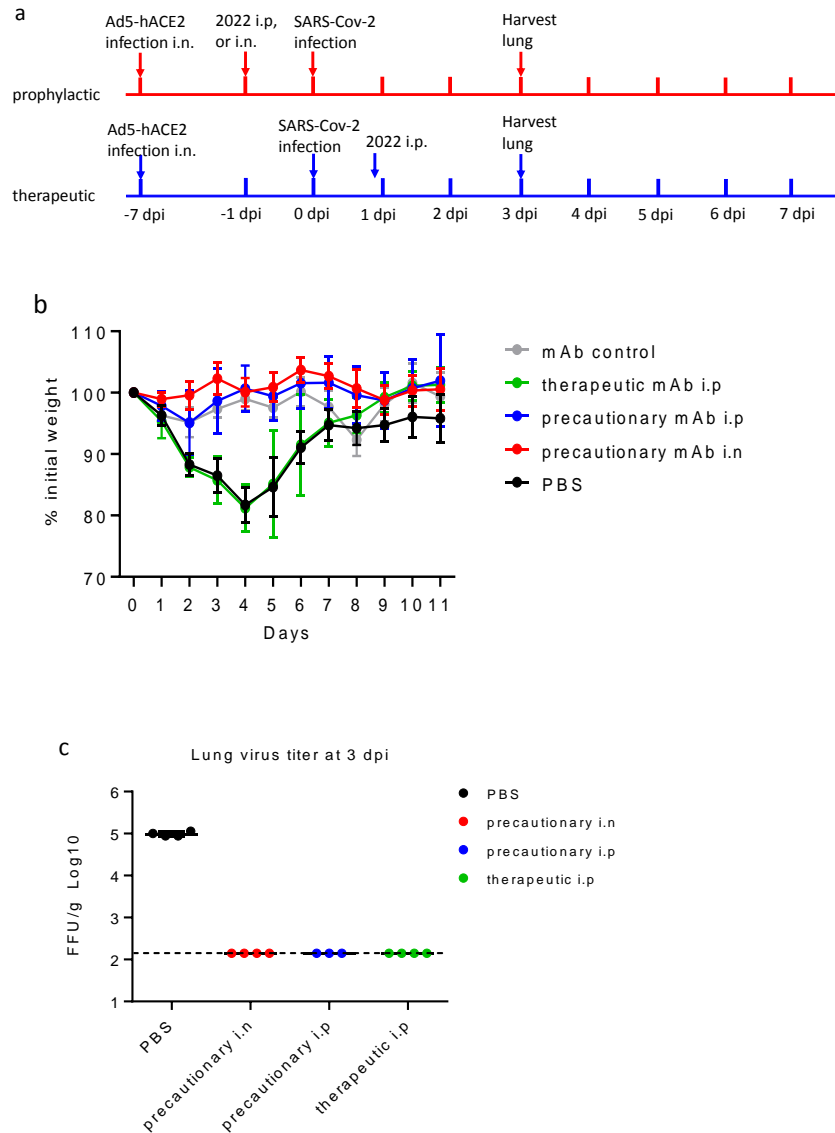 a
Ad5-hACE2
infection i.n.
2022 i.p,
or i.n.
SARS-Cov-2
infection
Harvest
lung
prophylactic
Ad5-hACE2
infection i.n.
SARS-Cov-2
infection
2022 i.p.
Harvest
lung
therapeutic
-7 dpi -1 dpi 0 dpi 1 dpi 2 dpi 3 dpi 4 dpi 5 dpi 6 dpi 7 dpi
b
110
100
90
80
70
% initial weight
0 1 2 3 4 5 6 7 8 9 10 11
Days
mAb control
therapeutic mAb i.p
precautionary mAb i.p
precautionary mAb i.n
PBS
c
Lung virus titer at 3 dpi
6
5
4
3
2
1
FFU/g Log10
PBS
precautionary i.n
precautionary i.p
therapeutic i.p
PBS
precautionary i.n
precautionary i.p
therapeutic i.p